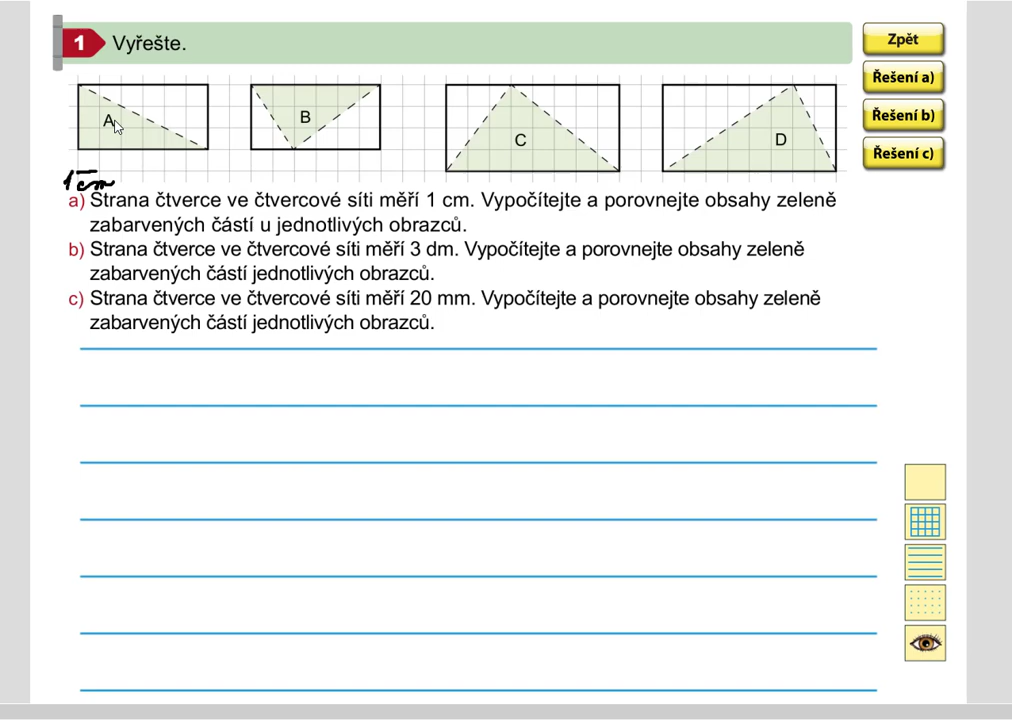 1 Vyřešte.
Zpět
Řešení a)
Řešení b)
Řešení c)
A
B
C
D
1 cm
a) Strana čtverce ve čtvercové síti měří 1 cm. Vypočítejte a porovnejte obsahy zeleně
zabarvených částí u jednotlivých obrazců.
b) Strana čtverce ve čtvercové síti měří 3 dm. Vypočítejte a porovnejte obsahy zeleně
zabarvených částí jednotlivých obrazců.
c) Strana čtverce ve čtvercové síti měří 20 mm. Vypočítejte a porovnejte obsahy zeleně
zabarvených částí jednotlivých obrazců.